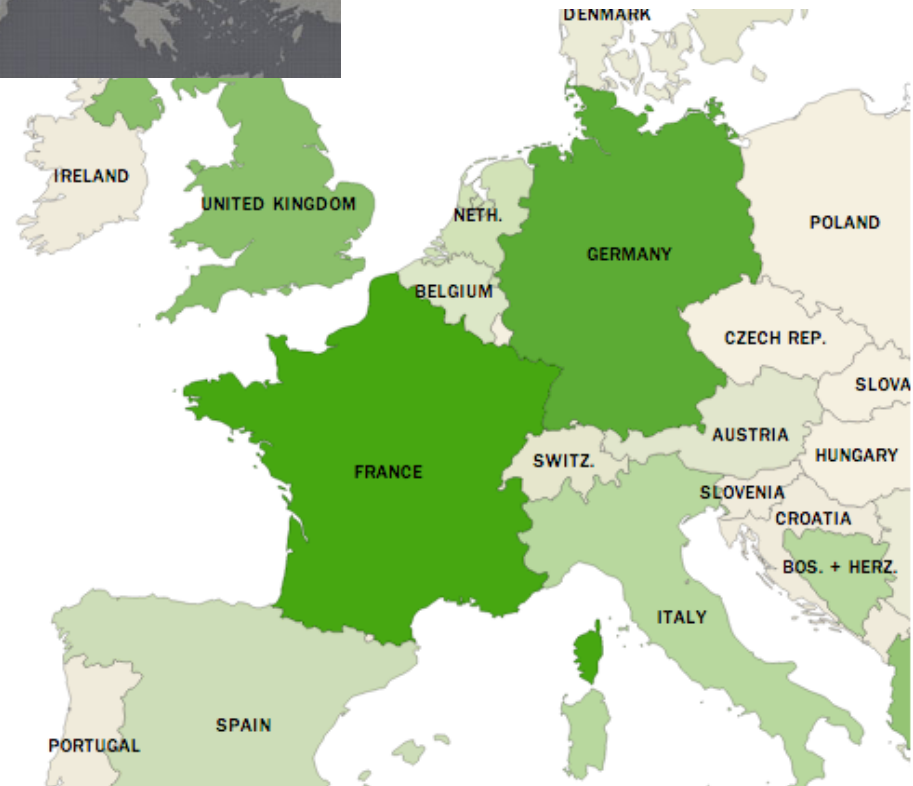 DENMARK
IRELAND
UNITED KINGDOM
NETH.
POLAND
GERMANY
BELGIUM
CZECH REP.
SLOVA
AUSTRIA
HUNGARY
SWITZ.
FRANCE
SLOVENIA
CROATIA
BOS. + HERZ.
ITALY
SPAIN
PORTUGAL